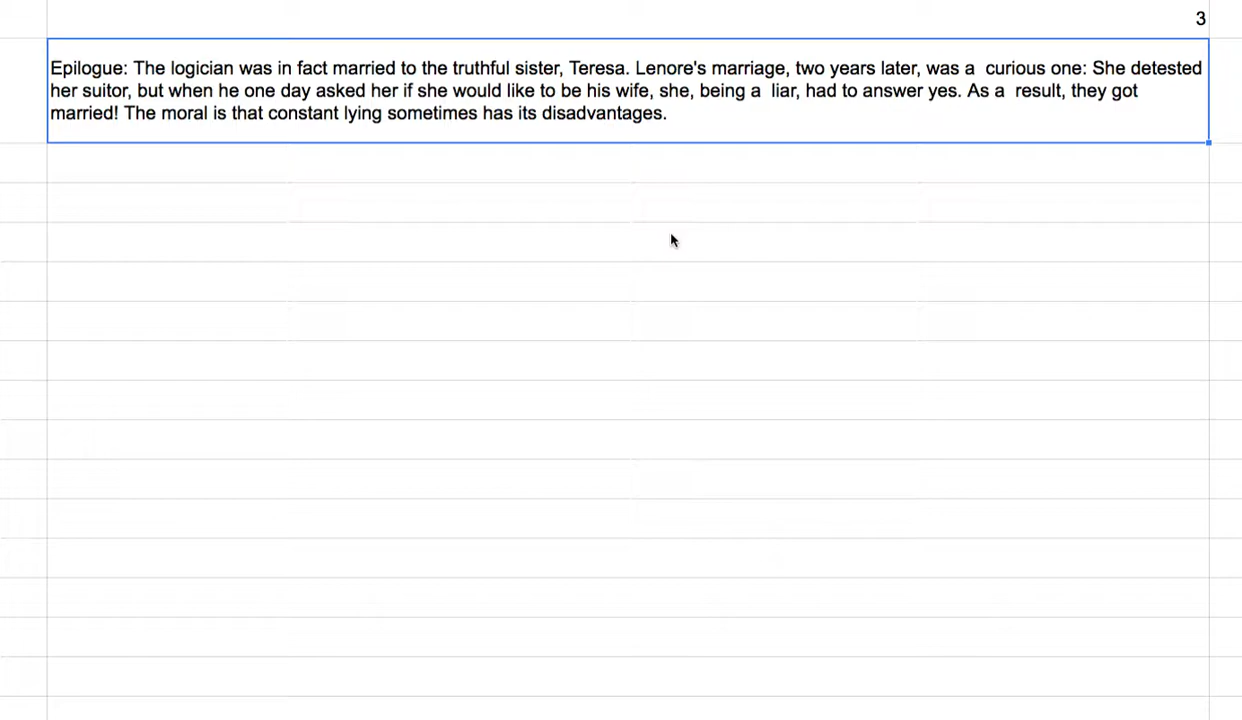 3
Epilogue: The logician was in fact married to the truthful sister, Teresa. Lenore's marriage, two years later, was a  curious one: She detested
her suitor, but when he one day asked her if she would like to be his wife, she, being a  liar, had to answer yes. As a  result, they got
married! The moral is that constant lying sometimes has its disadvantages.